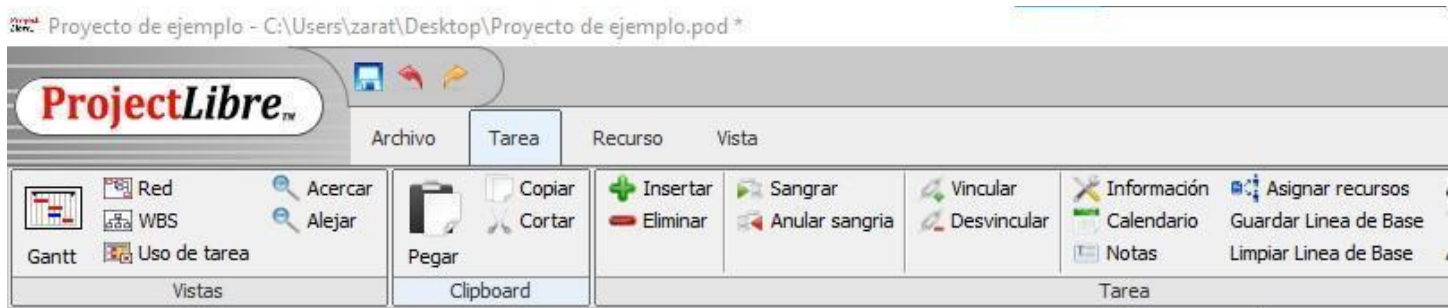 Proyecto de ejemplo - C:\Users\zarat\Desktop\Proyecto de ejemplo.pod *
ProjectLibre™
Archivo Tarea Recurso Vista
Red Acercar Copiar Insertar Sangrar Vincular Información Asignar recursos
WBS Alejar Cortar Eliminar Anular sangria Desvincular Calendario Guardar Linea de Base
Gantt Uso de tarea Pegar Notas Limpiar Linea de Base
Vistas Clipboard Tarea